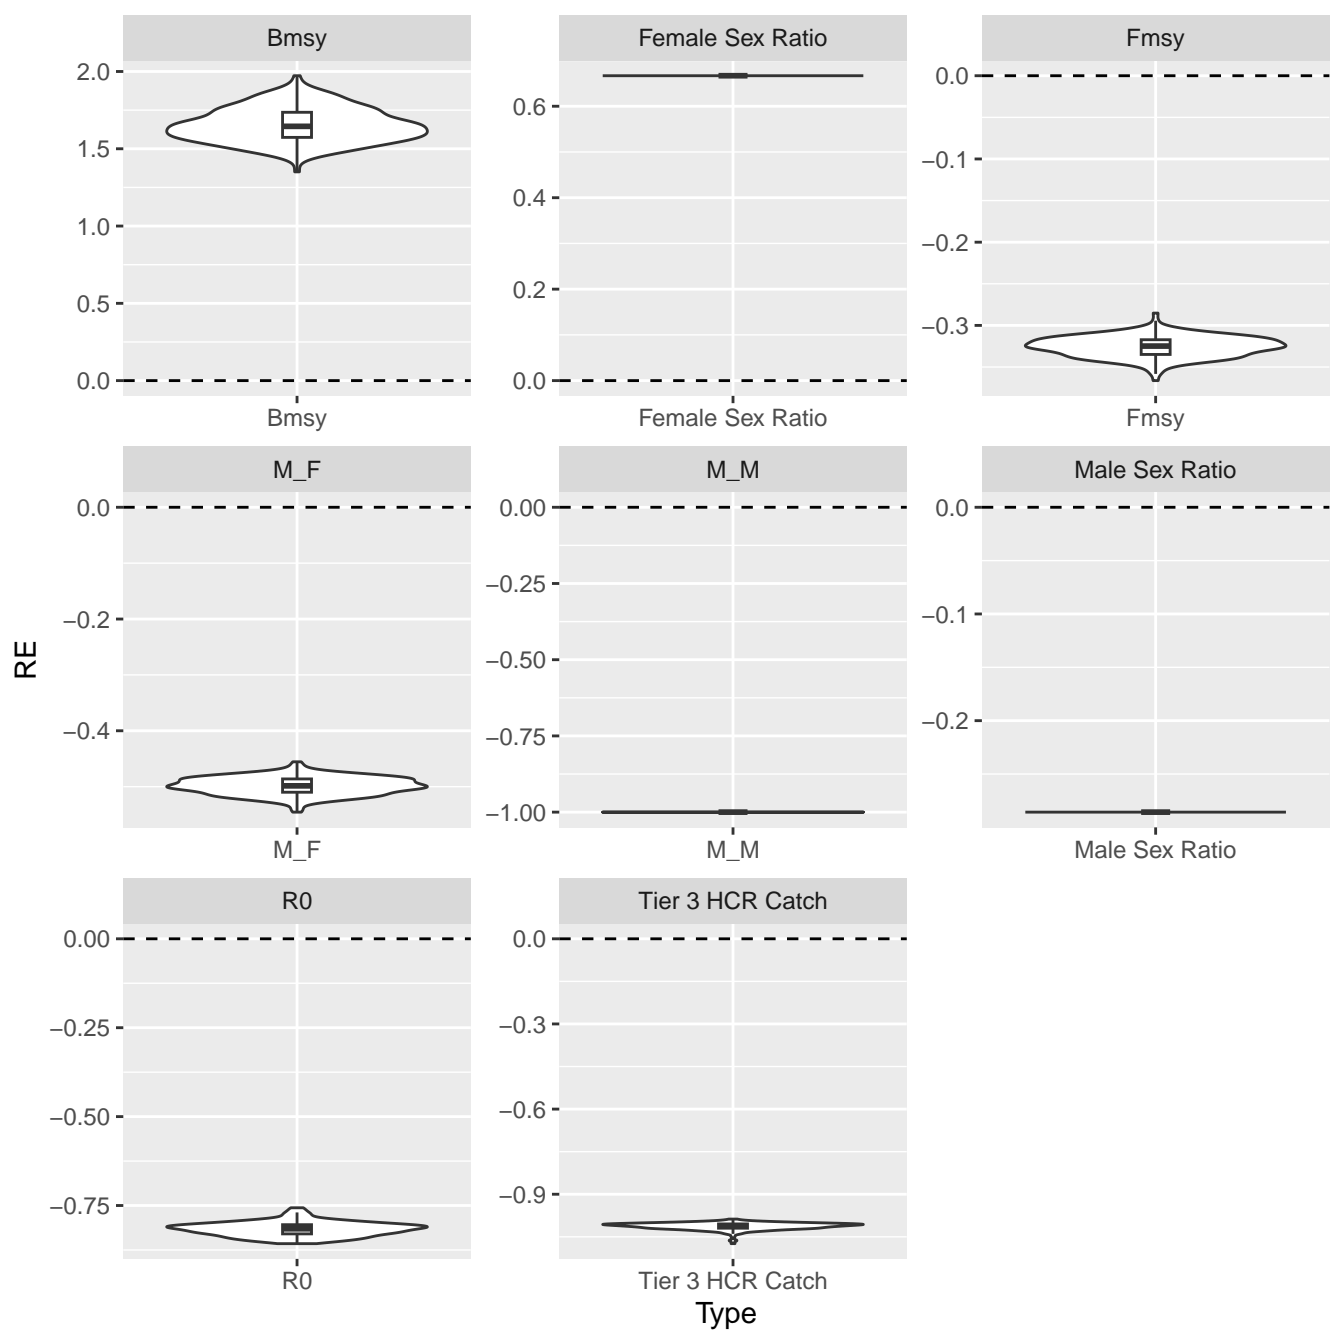 Bmsy
Female Sex Ratio
Fmsy
2.0
1.5
1.0
0.5
0.0
0.6
0.4
0.2
0.0
0.0
−0.1
−0.2
−0.3
Bmsy
Female Sex Ratio
Fmsy
M_F
M_M
Male Sex Ratio
0.0
−0.2
−0.4
0.00
−0.25
−0.50
−0.75
−1.00
0.0
−0.1
−0.2
M_F
M_M
Male Sex Ratio
RE
R0
Tier 3 HCR Catch
0.00
−0.25
−0.50
−0.75
0.0
−0.3
−0.6
−0.9
R0
Tier 3 HCR Catch
Type